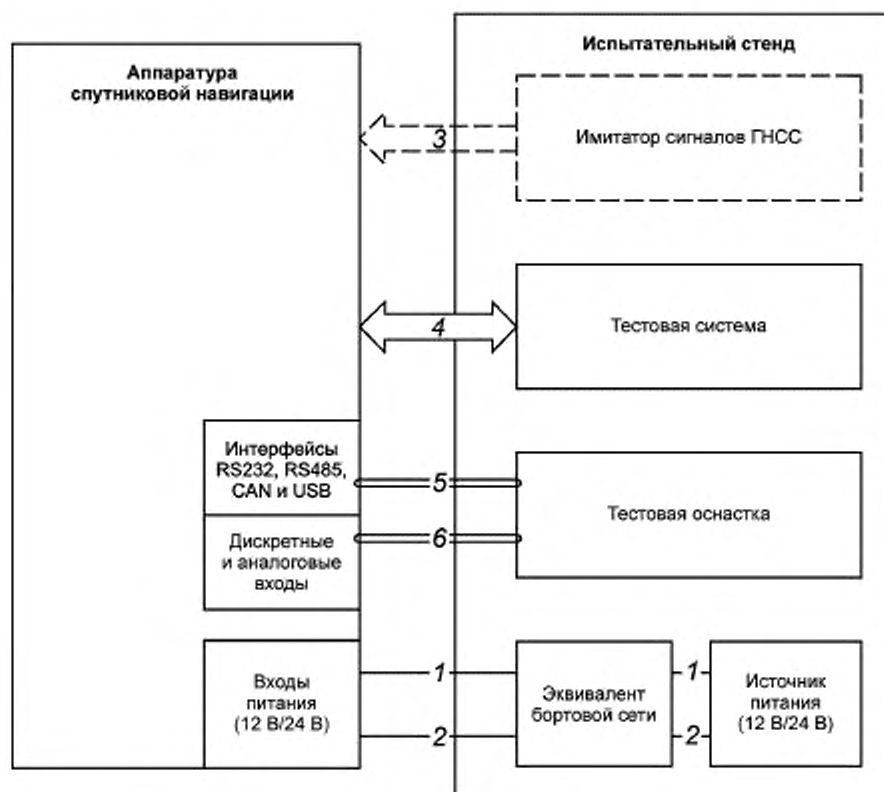 Испытательный стенд
Аппаратура
спутниковой навигации
3
Имитатор сигналов ГНСС
4
Тестовая система
Интерфейсы
RS232, RS485,
CAN и USB
5
Тестовая оснастка
6
Дискретные
и аналоговые
входы
Входы
питания
(12 В/24 В)
1
2
Эквивалент
бортовой сети
1
2
Источник
питания
(12 В/24 В)